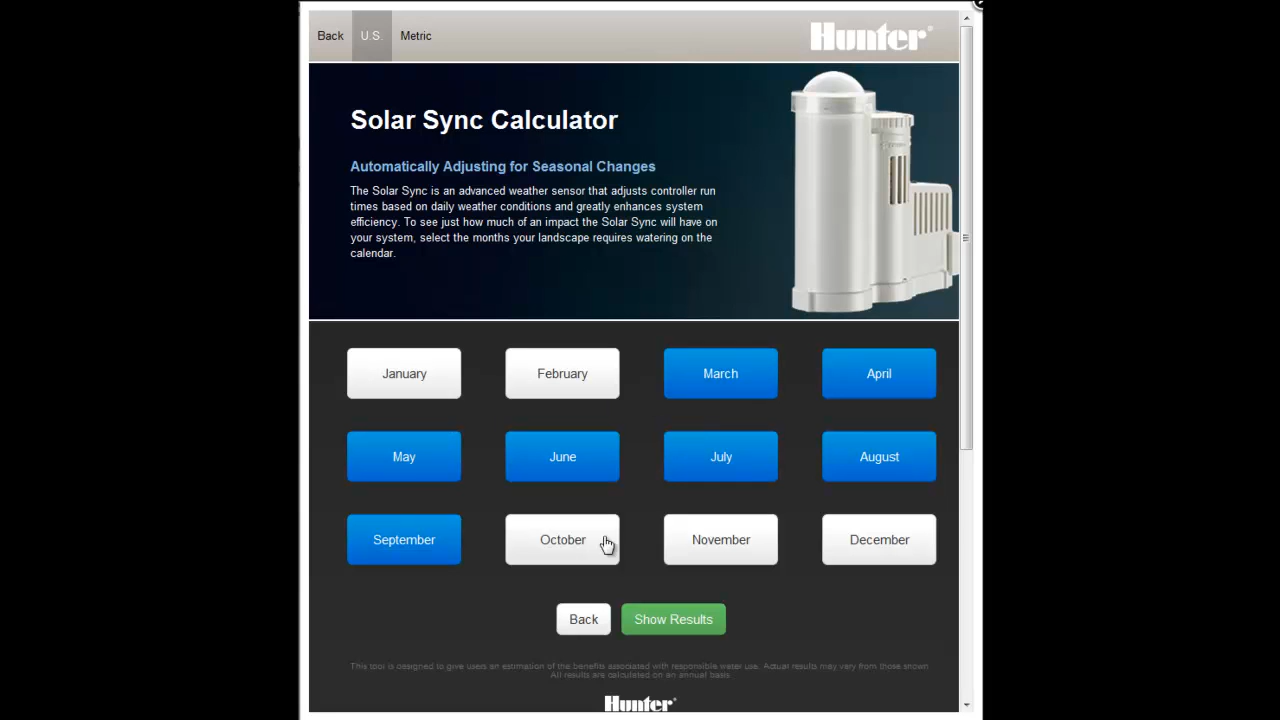 Back U.S. Metric Hunter®
Solar Sync Calculator
Automatically Adjusting for Seasonal Changes
The Solar Sync is an advanced weather sensor that adjusts controller run
times based on daily weather conditions and greatly enhances system
efficiency. To see just how much of an impact the Solar Sync will have on
your system, select the months your landscape requires watering on the
calendar.
January February March April
May June July August
September October November December
Back Show Results
This tool is designed to give users an estimation of the benefits associated with responsible water use. Actual results may vary from those shown.
All results are calculated on an annual basis.
Hunter®